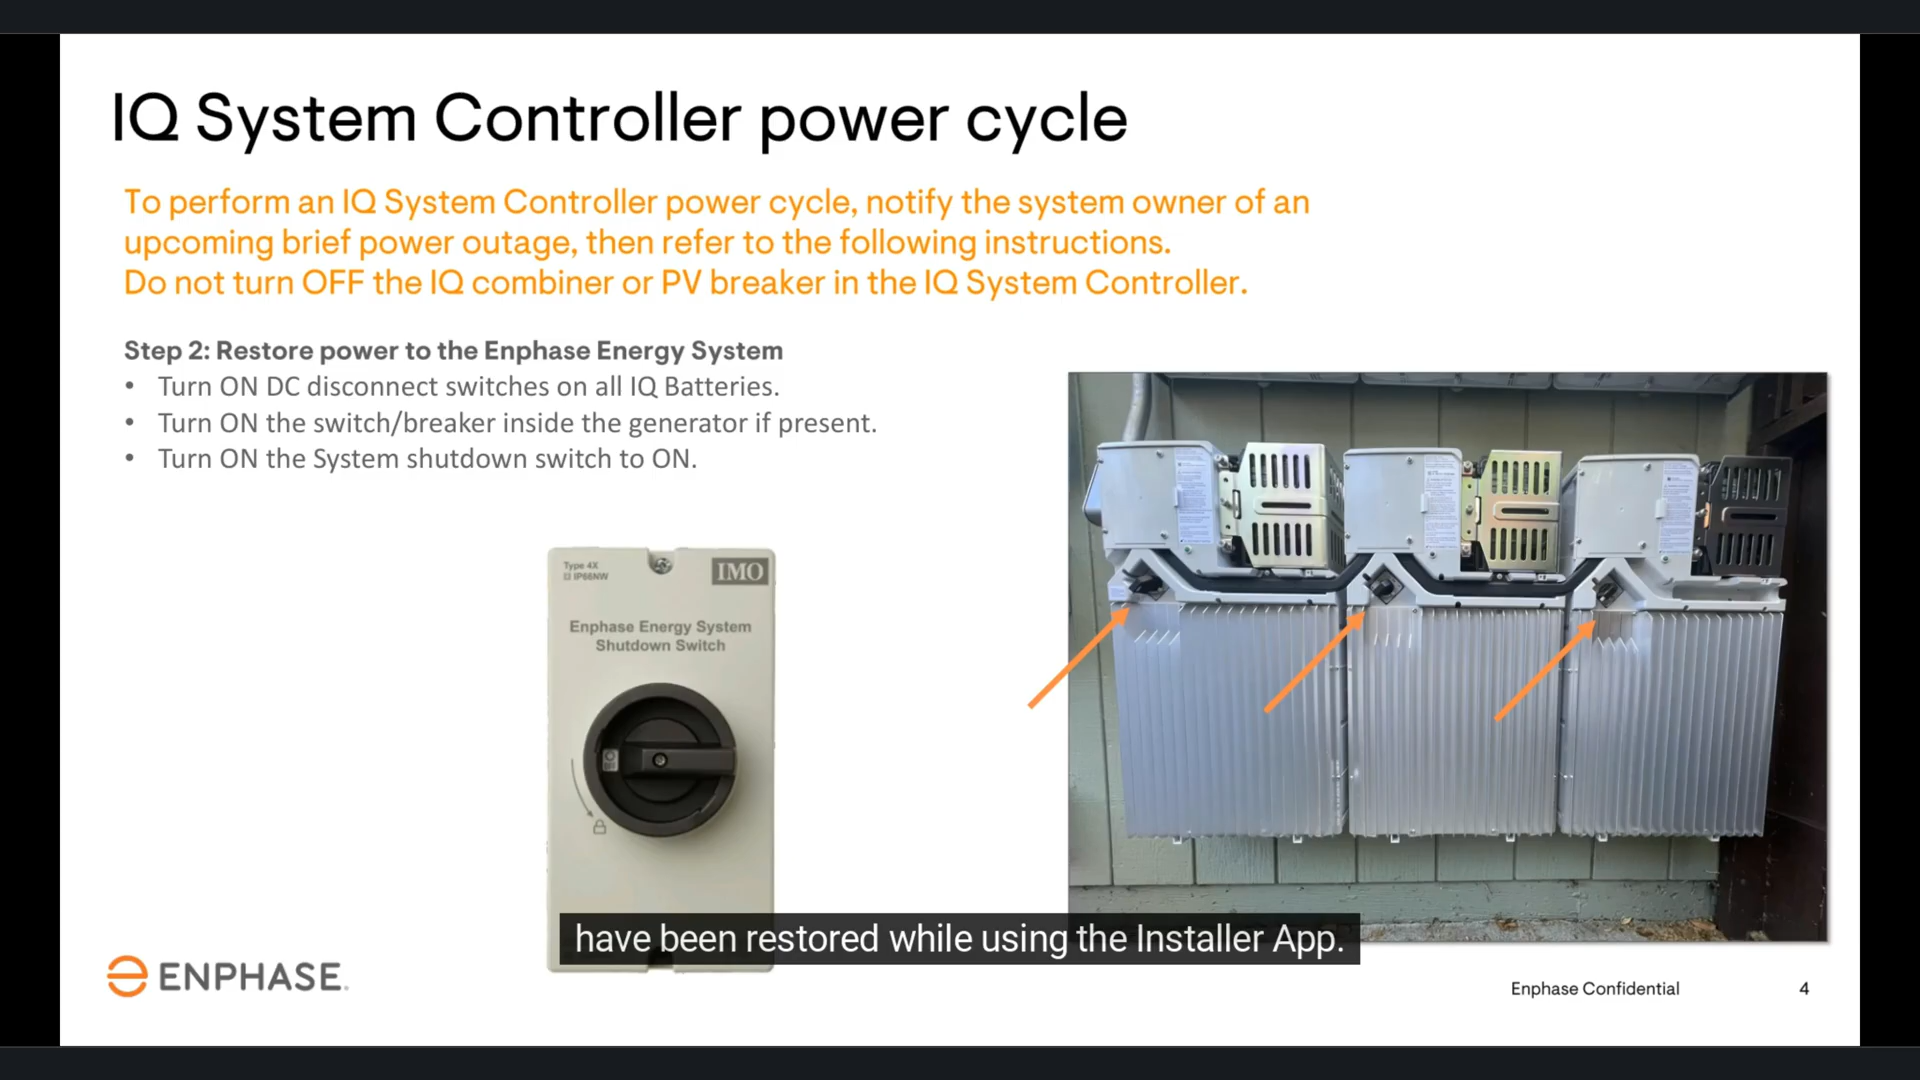 IQ System Controller power cycle
To perform an IQ System Controller power cycle, notify the system owner of an
upcoming brief power outage, then refer to the following instructions.
Do not turn OFF the IQ combiner or PV breaker in the IQ System Controller.
Step 2: Restore power to the Enphase Energy System
• Turn ON DC disconnect switches on all IQ Batteries.
• Turn ON the switch/breaker inside the generator if present.
• Turn ON the System shutdown switch to ON.
Type 4X
IP66NW
IMO
Enphase Energy System
Shutdown Switch
have been restored while using the Installer App.
ENPHASE.
Enphase Confidential
4